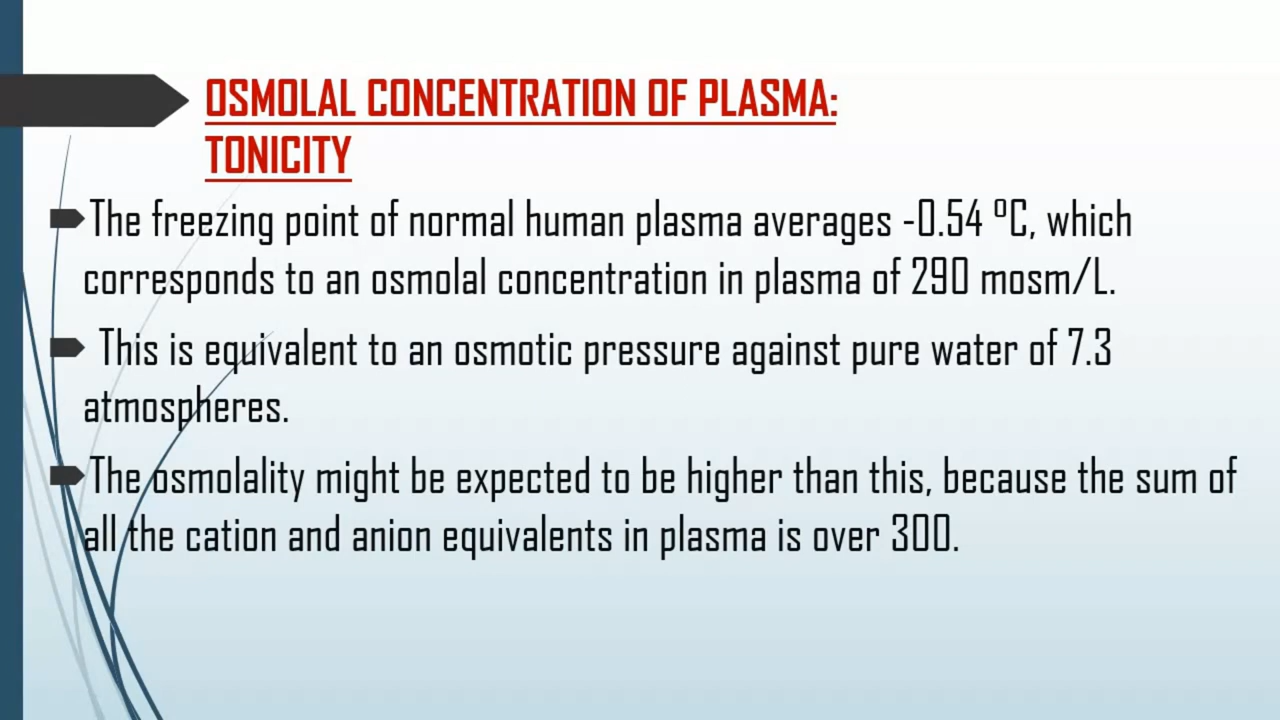 OSMOLAL CONCENTRATION OF PLASMA:
TONICITY
The freezing point of normal human plasma averages -0.54 ºC, which
corresponds to an osmolal concentration in plasma of 290 mosm/L.
This is equivalent to an osmotic pressure against pure water of 7.3
atmospheres.
The osmolality might be expected to be higher than this, because the sum of
all the cation and anion equivalents in plasma is over 300.